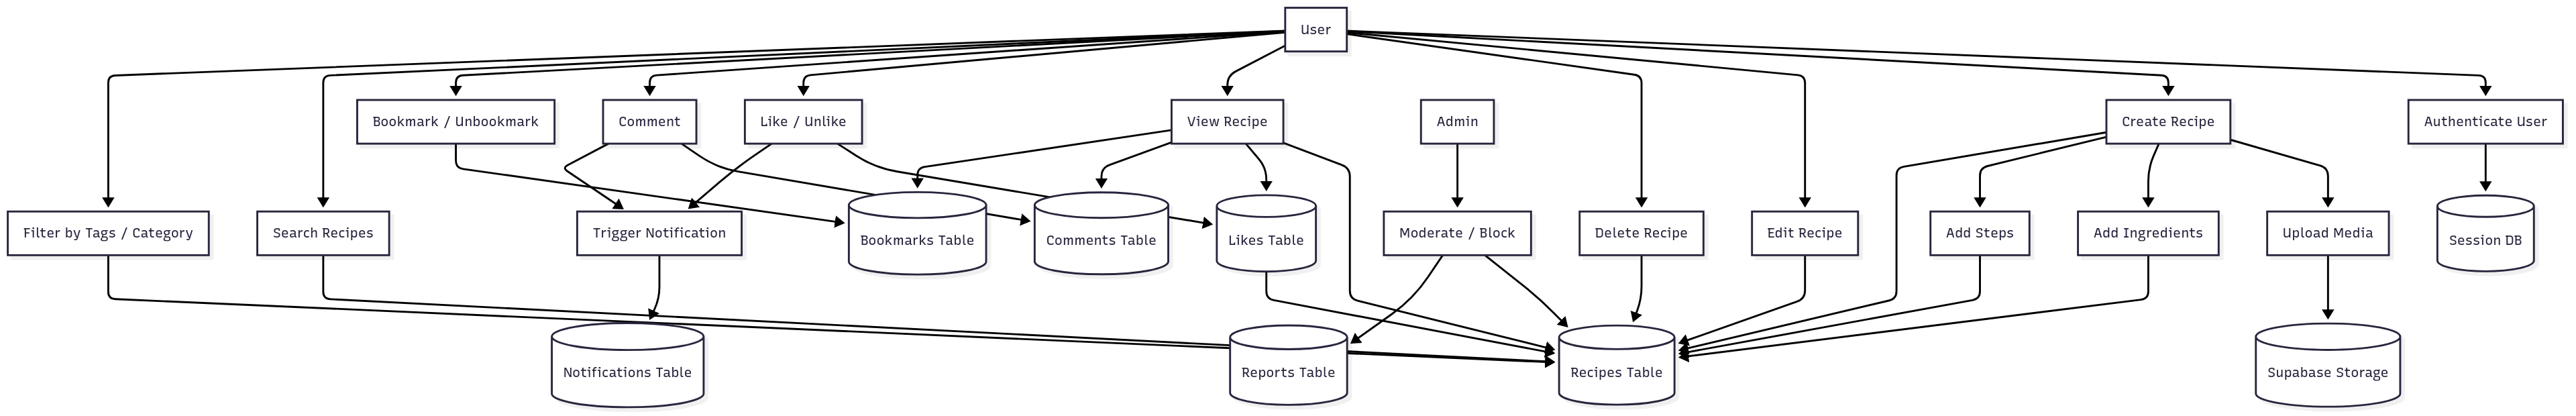 User
Bookmark / Unbookmark
Comment
Like / Unlike
View Recipe
Admin
Create Recipe
Authenticate User
Filter by Tags / Category
Search Recipes
Trigger Notification
Bookmarks Table
Comments Table
Likes Table
Moderate / Block
Delete Recipe
Edit Recipe
Add Steps
Add Ingredients
Upload Media
Session DB
Notifications Table
Reports Table
Recipes Table
Supabase Storage